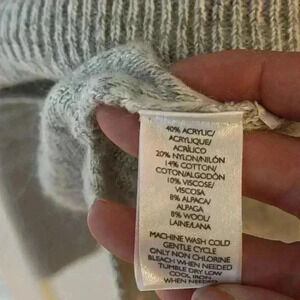 40% ACRYLIC/
ACRYLIQUE/
ACRÍLICO
20% NYLON/NILÓN
14% COTTON/
COTON/ALGODÓN
10% VISCOSE/
VISCOSA
8% ALPACA/
ALPAGA
8% WOOL/
LAINE/LANA
MACHINE WASH COLD
GENTLE CYCLE
ONLY NON CHLORINE
BLEACH WHEN NEEDED
TUMBLE DRY LOW
COOL IRON